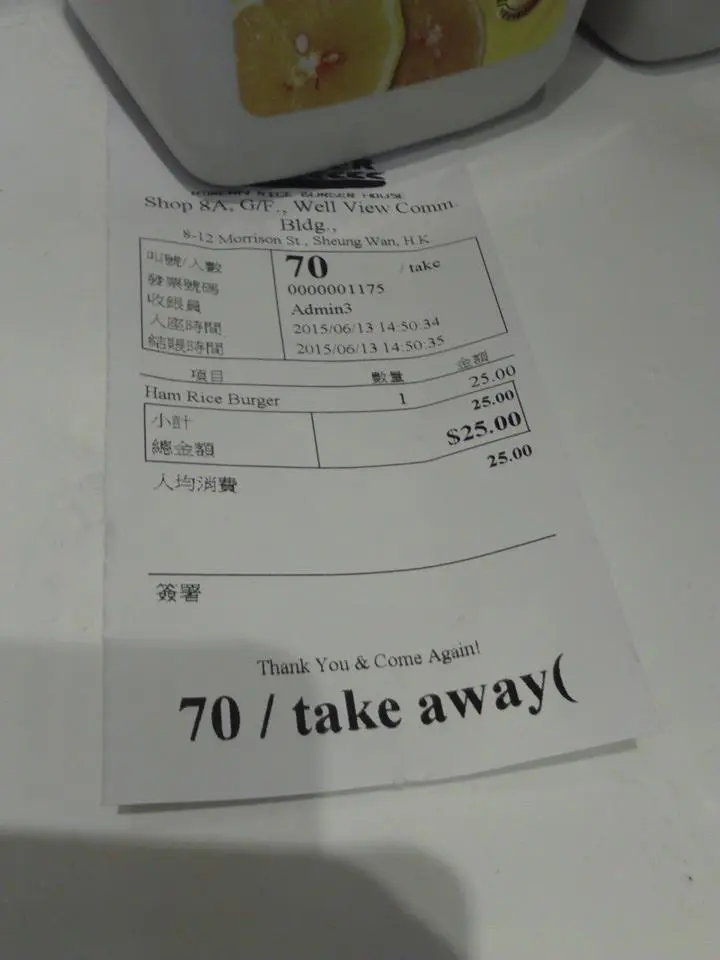 KOREAN RICE BURGER HOUSE
Shop 8A, G/F., Well View Comm.
Bldg.,
8-12 Morrison St., Sheung Wan, H.K
叫號/人數 70 / take
發票號碼 0000001175
收銀員 Admin3
入座時間 2015/06/13 14:50:34
結賬時間 2015/06/13 14:50:35
項目 數量 金額
Ham Rice Burger 1 25.00
小計 25.00
總金額 $25.00
人均消費 25.00
簽署
Thank You & Come Again!
70 / take away(